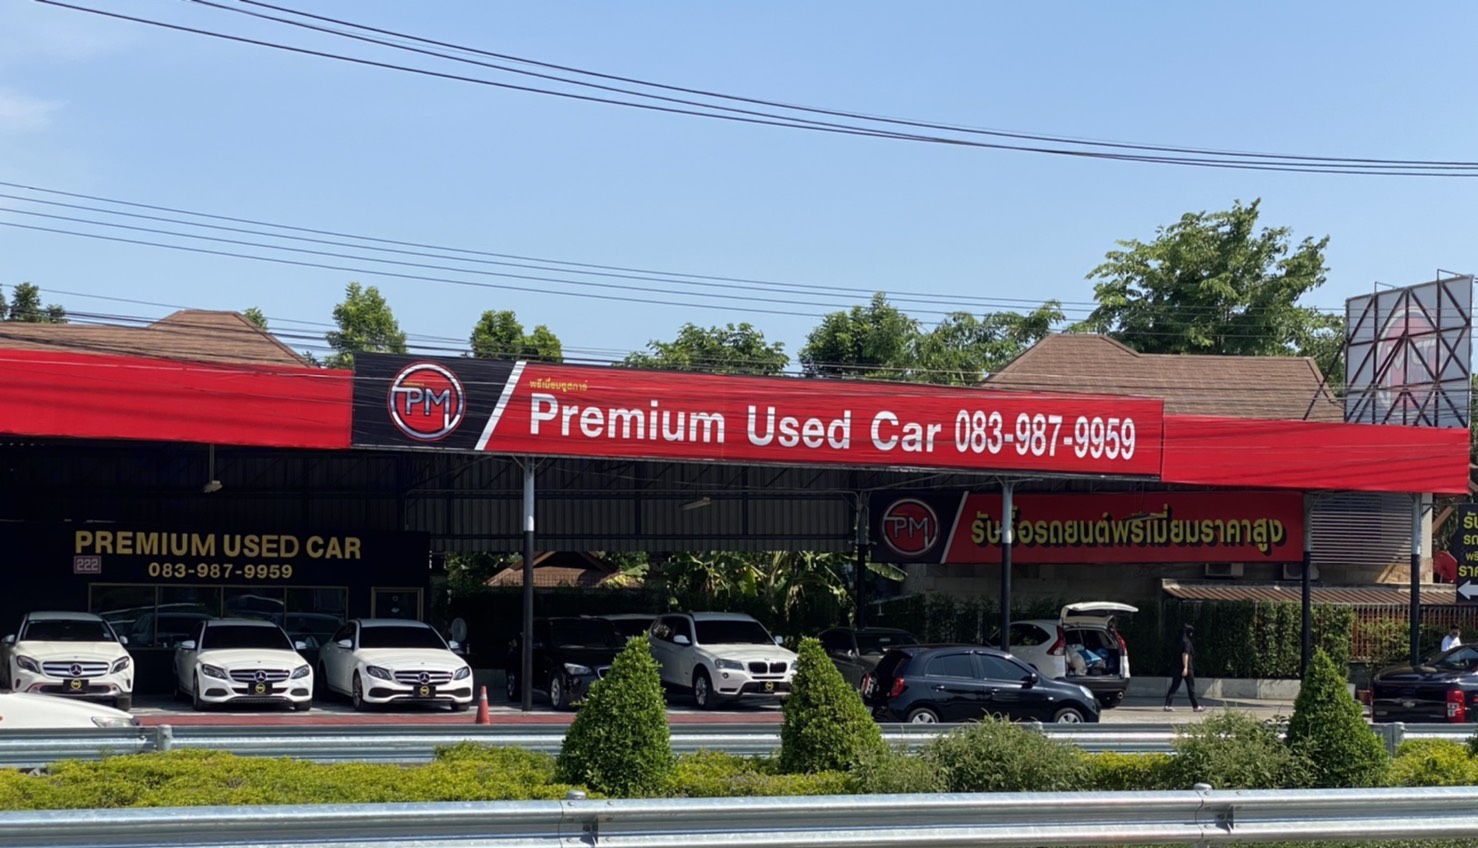 PM
พรีเมี่ยมยูสคาร์
Premium Used Car 083-987-9959
PREMIUM USED CAR
222
083-987-9959
PM
รับซื้อรถยนต์พรีเมี่ยมราคาสูง